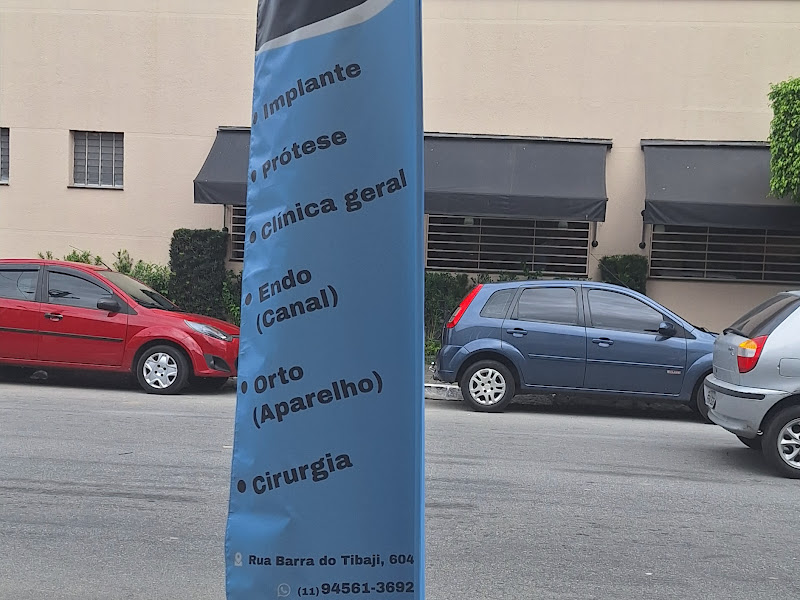 • Implante
• Prótese
• Clínica geral
• Endo
(Canal)
• Orto
(Aparelho)
• Cirurgia
Rua Barra do Tibaji, 604
(11) 94561-3692